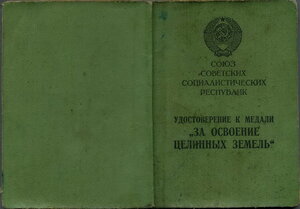 СОЮЗ
СОВЕТСКИХ
СОЦИАЛИСТИЧЕСКИХ
РЕСПУБЛИК
УДОСТОВЕРЕНИЕ К МЕДАЛИ
„ЗА ОСВОЕНИЕ
ЦЕЛИННЫХ ЗЕМЕЛЬ“